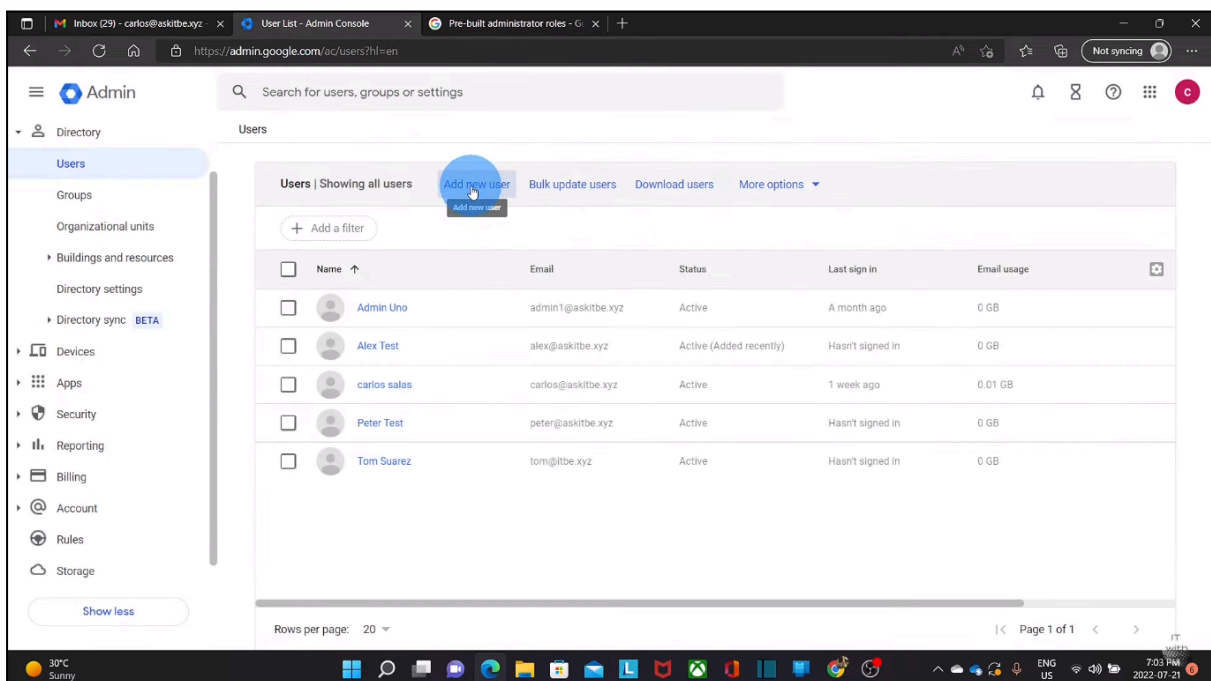 Inbox (29) - carlos@askitbe.xyz -
User List - Admin Console
Pre-built administrator roles - Go
https://admin.google.com/ac/users?hl=en
Not syncing
Admin
Search for users, groups or settings
C
Directory
Users
Groups
Organizational units
Buildings and resources
Directory settings
Directory sync BETA
Devices
Apps
Security
Reporting
Billing
Account
Rules
Storage
Show less
Users
Users | Showing all users Add new user Bulk update users Download users More options
Add new user
Add a filter
Name Email Status Last sign in Email usage
Admin Uno admin1@askitbe.xyz Active A month ago 0 GB
Alex Test alex@askitbe.xyz Active (Added recently) Hasn't signed in 0 GB
carlos salas carlos@askitbe.xyz Active 1 week ago 0.01 GB
Peter Test peter@askitbe.xyz Active Hasn't signed in 0 GB
Tom Suarez tom@itbe.xyz Active Hasn't signed in 0 GB
Rows per page: 20 Page 1 of 1
IT
with
30°C
Sunny
L
ENG
US
7:03 PM
2022-07-21
6